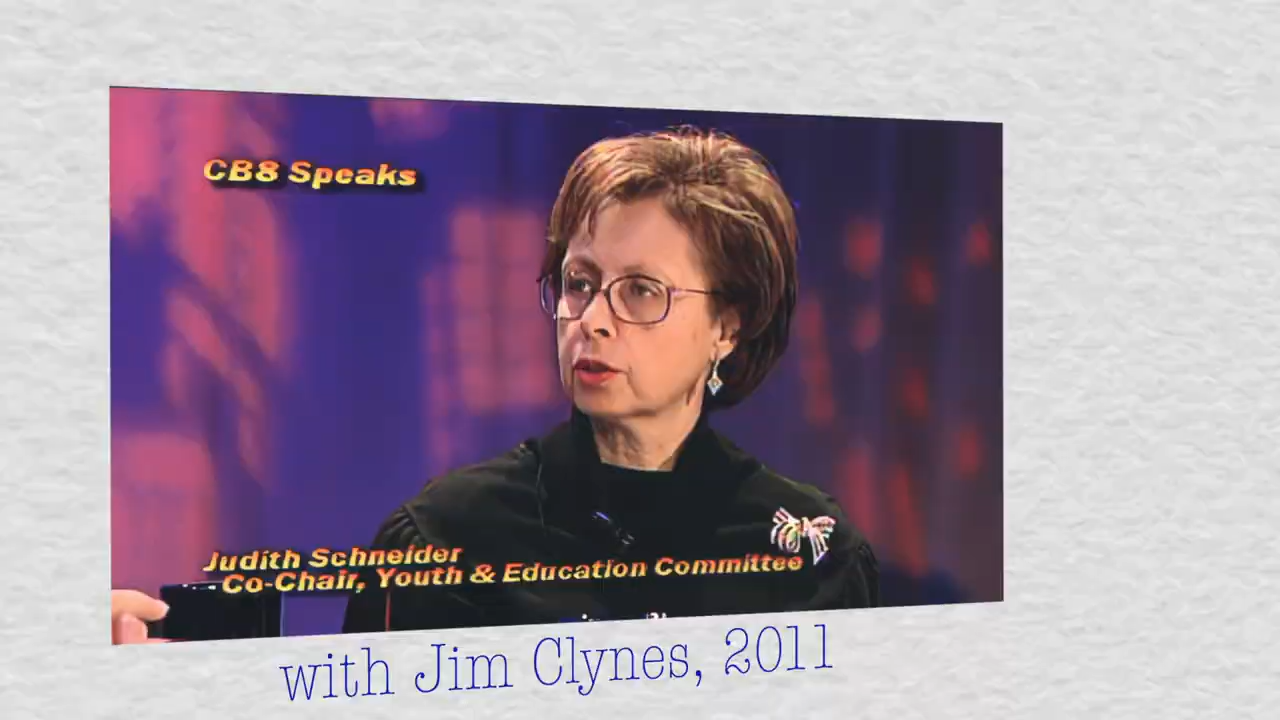 CB8 Speaks
Judith Schneider
Co-Chair, Youth & Education Committee
with Jim Clynes, 2011